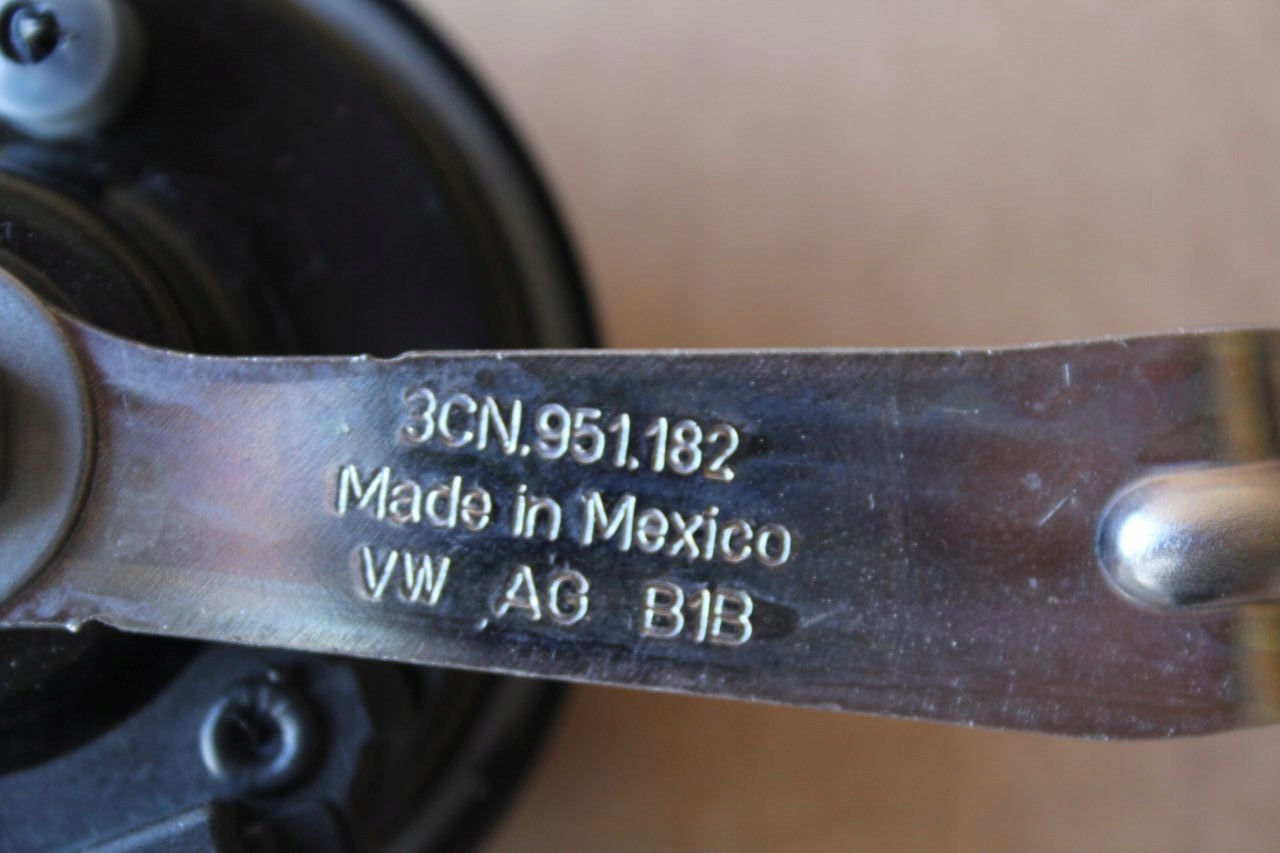 3CN.951.182
Made in Mexico
VW AG B1B